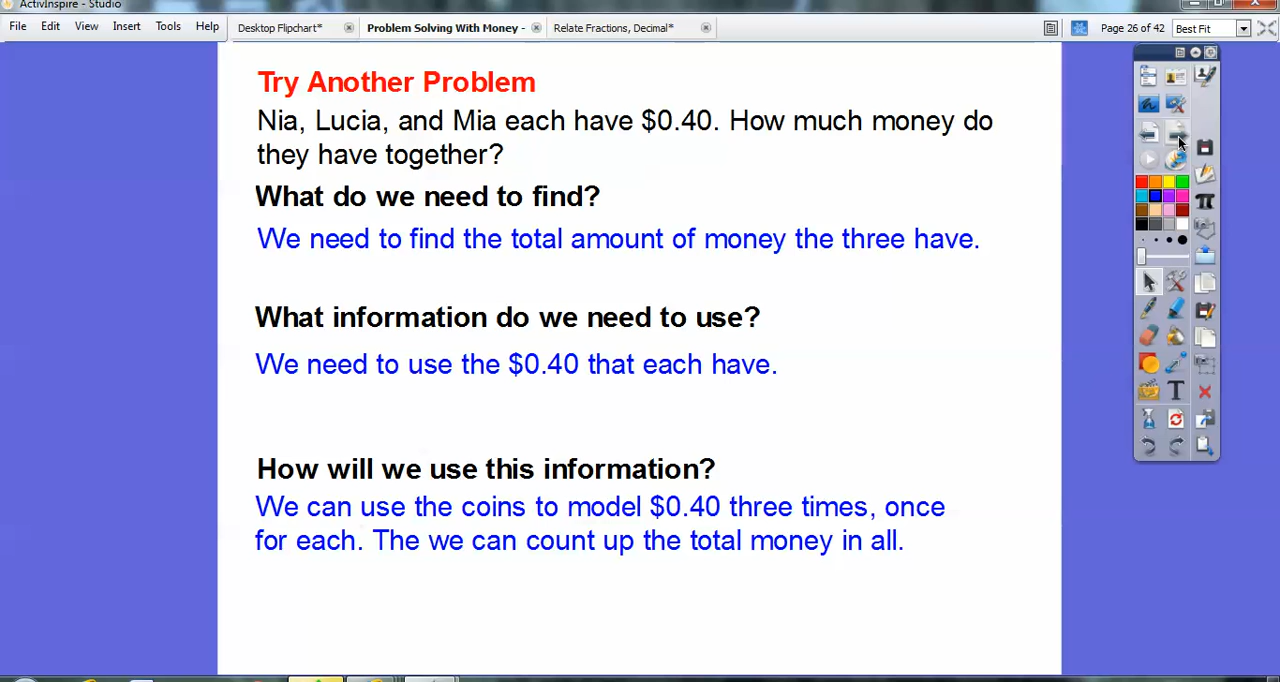 ActivInspire - Studio
File Edit View Insert Tools Help Desktop Flipchart* Problem Solving With Money - Relate Fractions, Decimal* Page 26 of 42 Best Fit
Try Another Problem
Nia, Lucia, and Mia each have $0.40. How much money do
they have together?
What do we need to find?
We need to find the total amount of money the three have.
What information do we need to use?
We need to use the $0.40 that each have.
How will we use this information?
We can use the coins to model $0.40 three times, once
for each. The we can count up the total money in all.